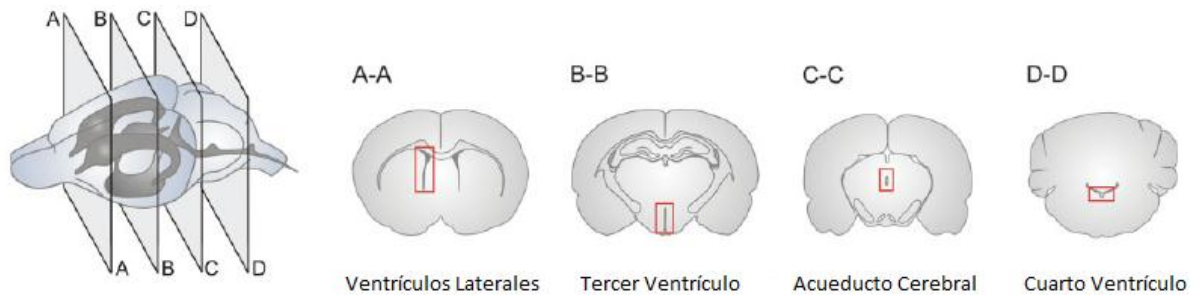 A B C D
A B C D
A-A B-B C-C D-D
Ventrículos Laterales Tercer Ventrículo Acueducto Cerebral Cuarto Ventrículo